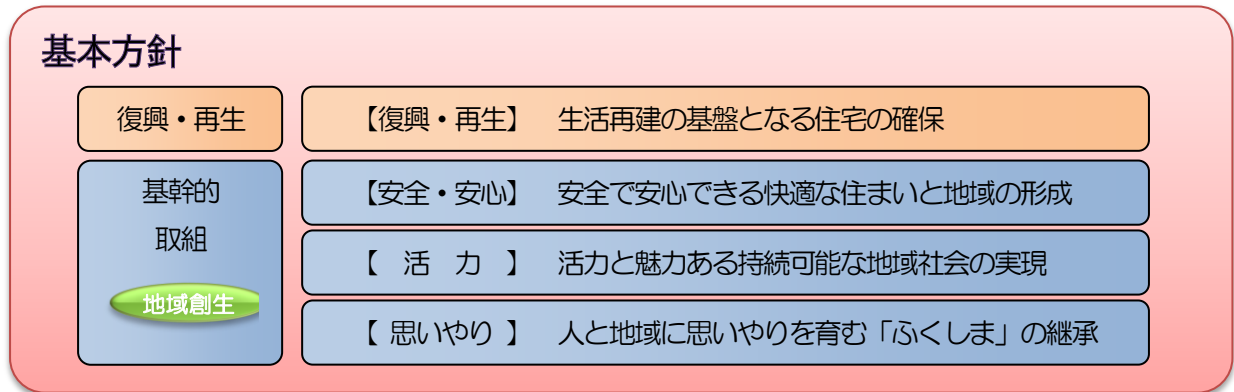 基本方針
復興・再生
【復興・再生】 生活再建の基盤となる住宅の確保
基幹的
取組
地域創生
【安全・安心】 安全で安心できる快適な住まいと地域の形成
【 活 力 】 活力と魅力ある持続可能な地域社会の実現
【 思いやり 】 人と地域に思いやりを育む「ふくしま」の継承